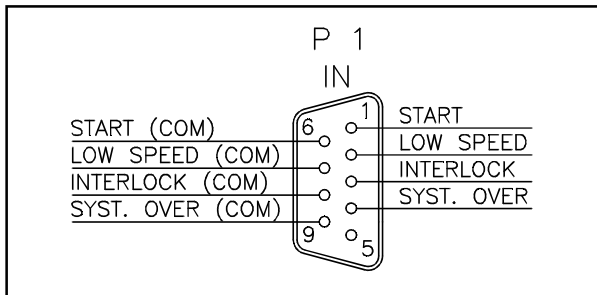 P 1
IN
6
1
START (COM)
START
LOW SPEED (COM)
LOW SPEED
INTERLOCK (COM)
INTERLOCK
SYST. OVER (COM)
SYST. OVER
9
5